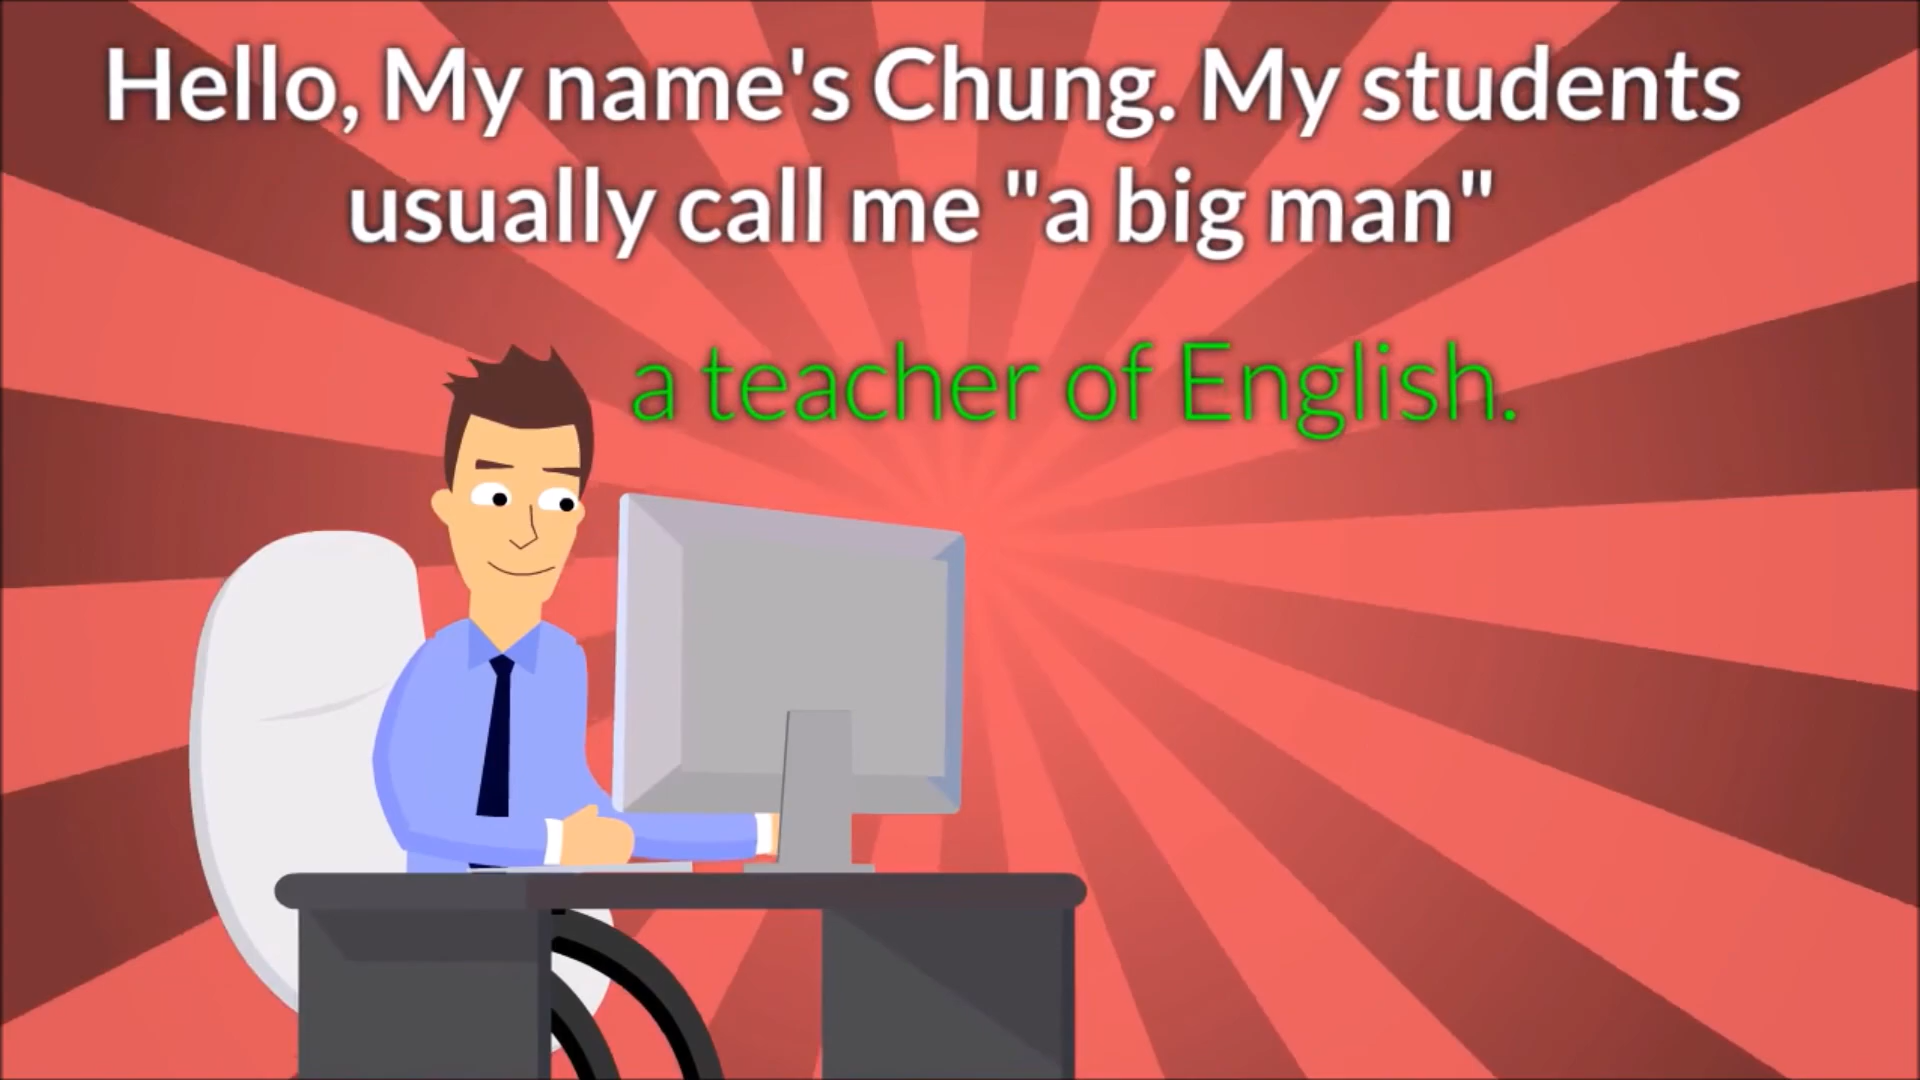 Hello, My name's Chung. My students
usually call me "a big man"
a teacher of English.